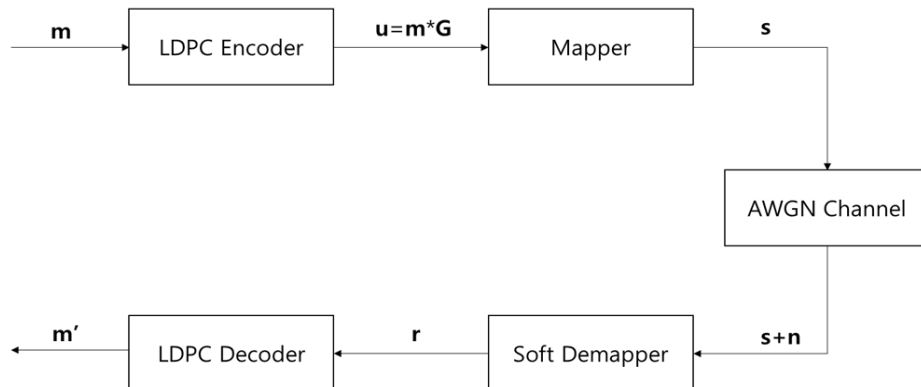 m
LDPC Encoder
u=m*G
Mapper
s
AWGN Channel
s+n
Soft Demapper
r
LDPC Decoder
m’